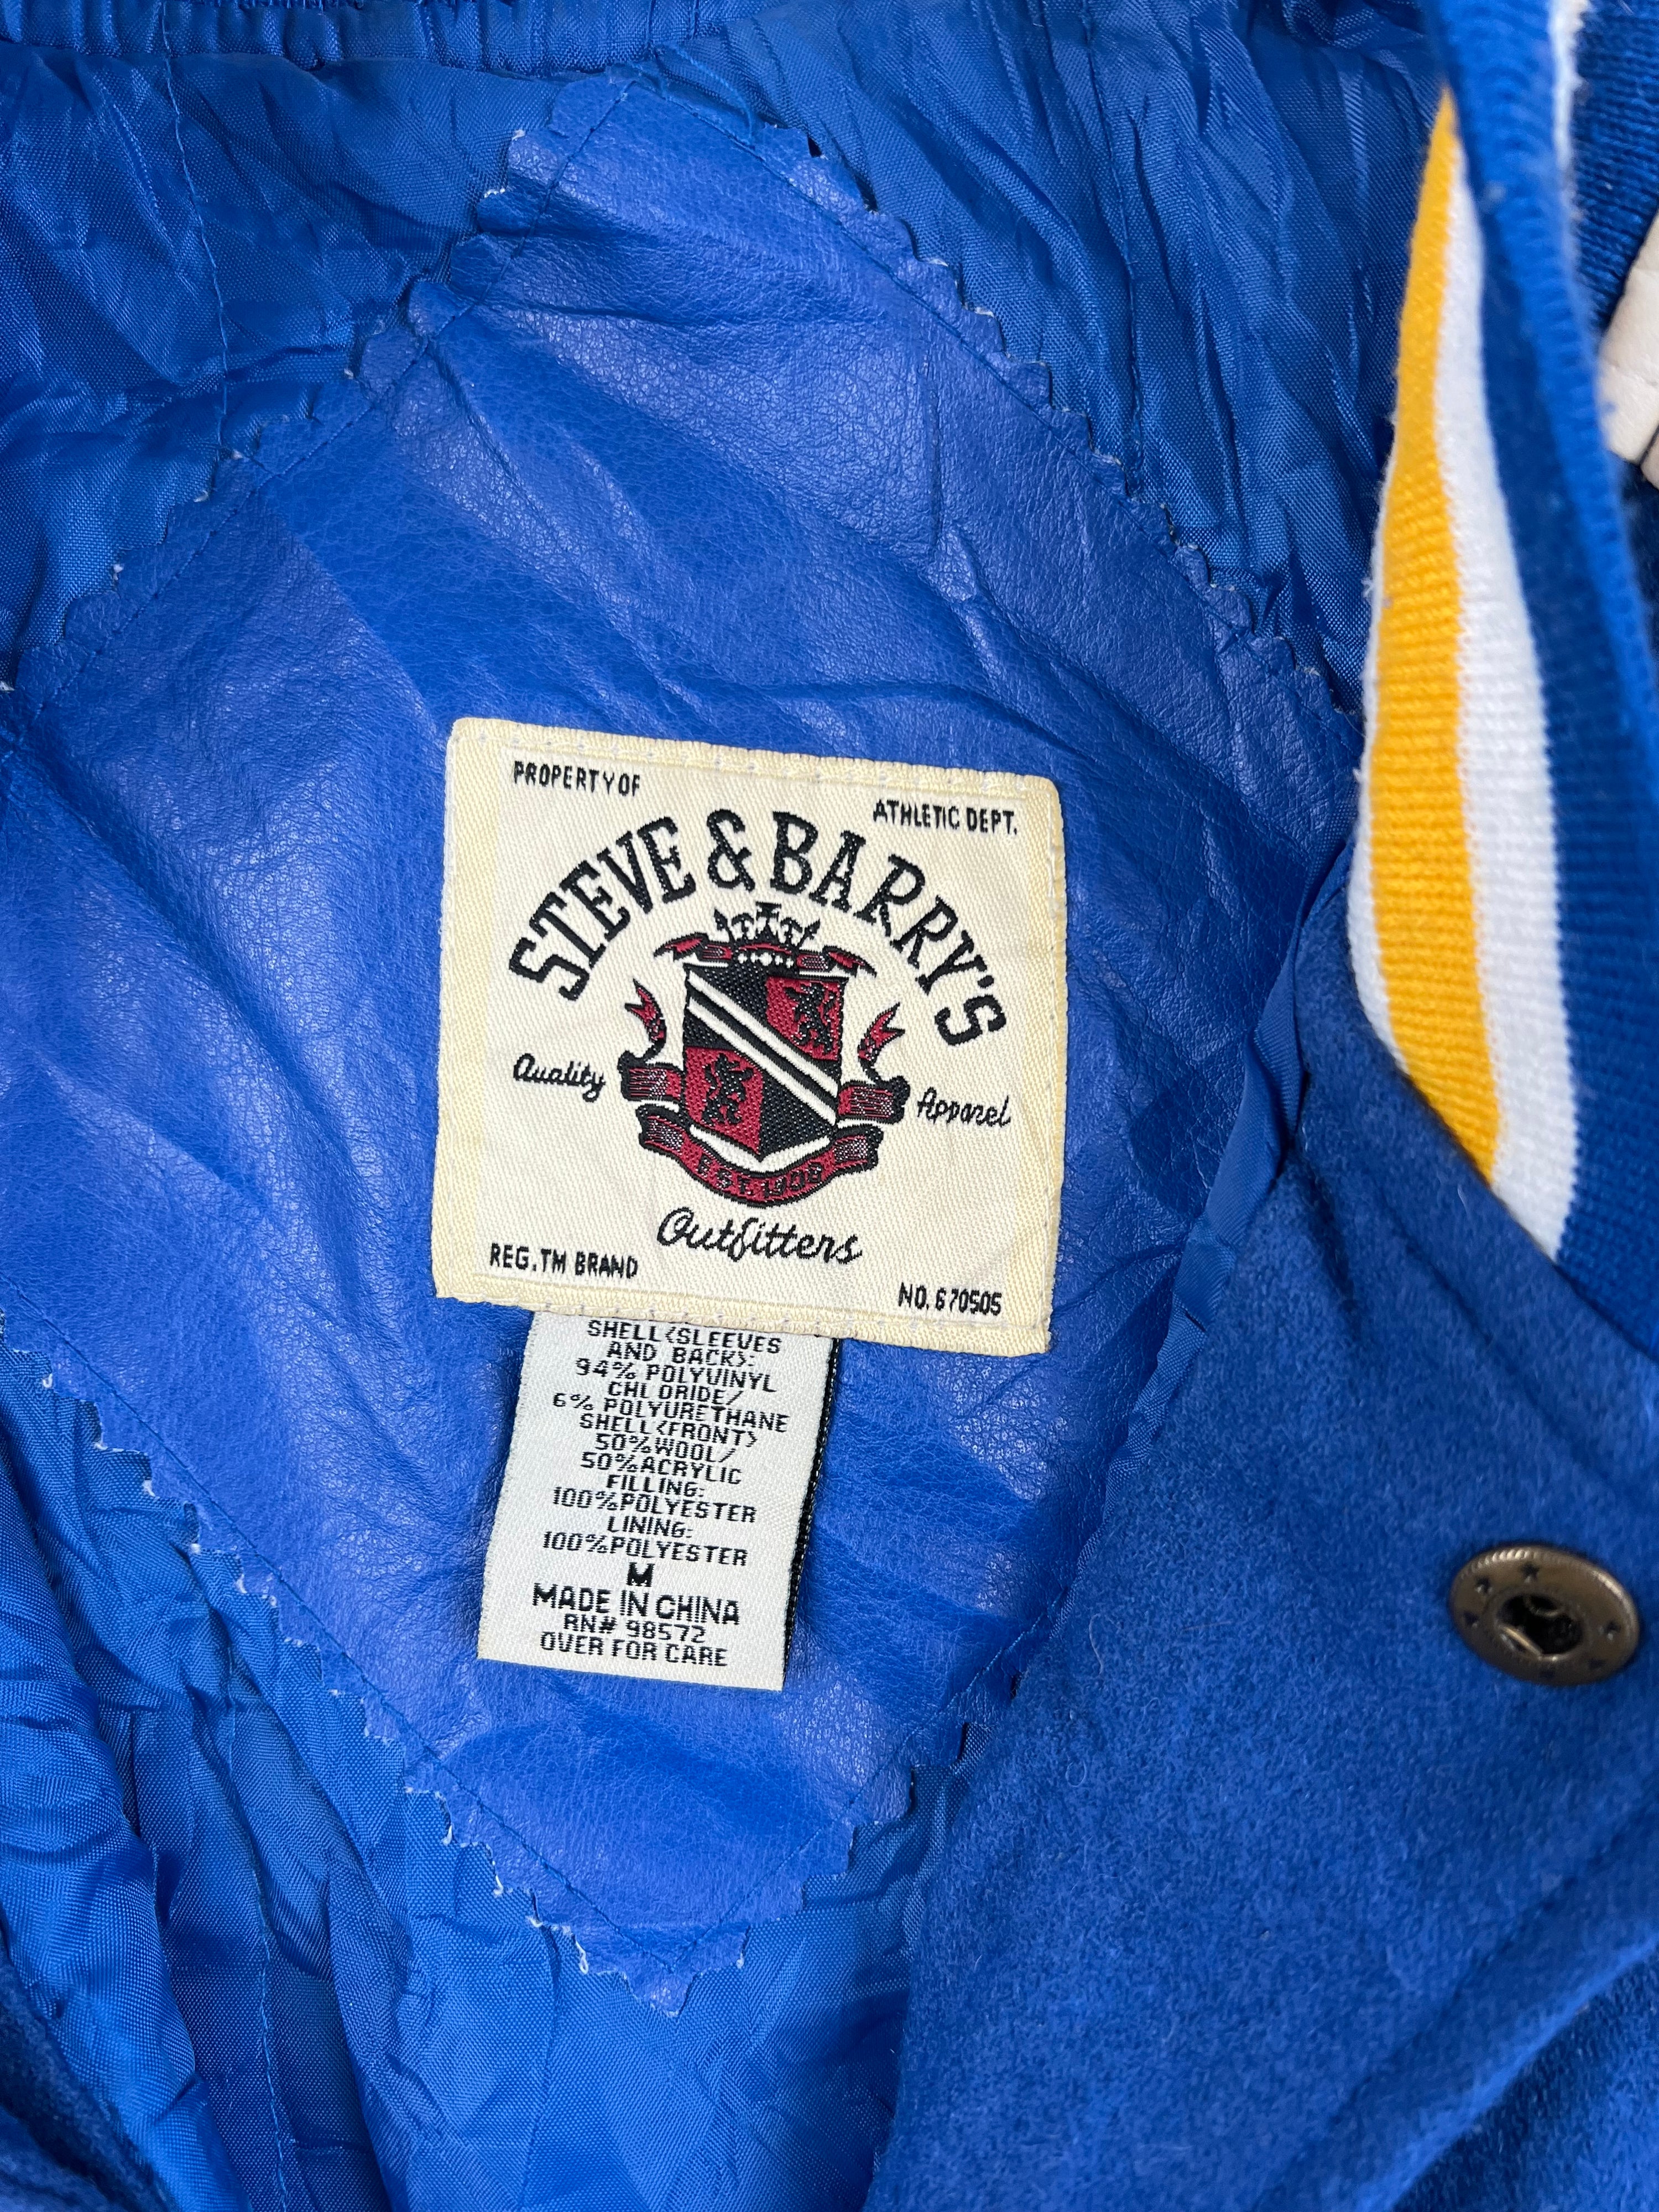 PROPERTY OF
ATHLETIC DEPT.
STEVE & BARRY'S
Quality
Apparel
EST. 1909
Outfitters
REG. TM BRAND
NO. 670505
SHELL(SLEEVES
AND BACK):
94% POLYVINYL
CHLORIDE/
6% POLYURETHANE
SHELL(FRONT)
50%WOOL/
50%ACRYLIC
FILLING:
100%POLYESTER
LINING:
100%POLYESTER
M
MADE IN CHINA
RN# 98572
OVER FOR CARE